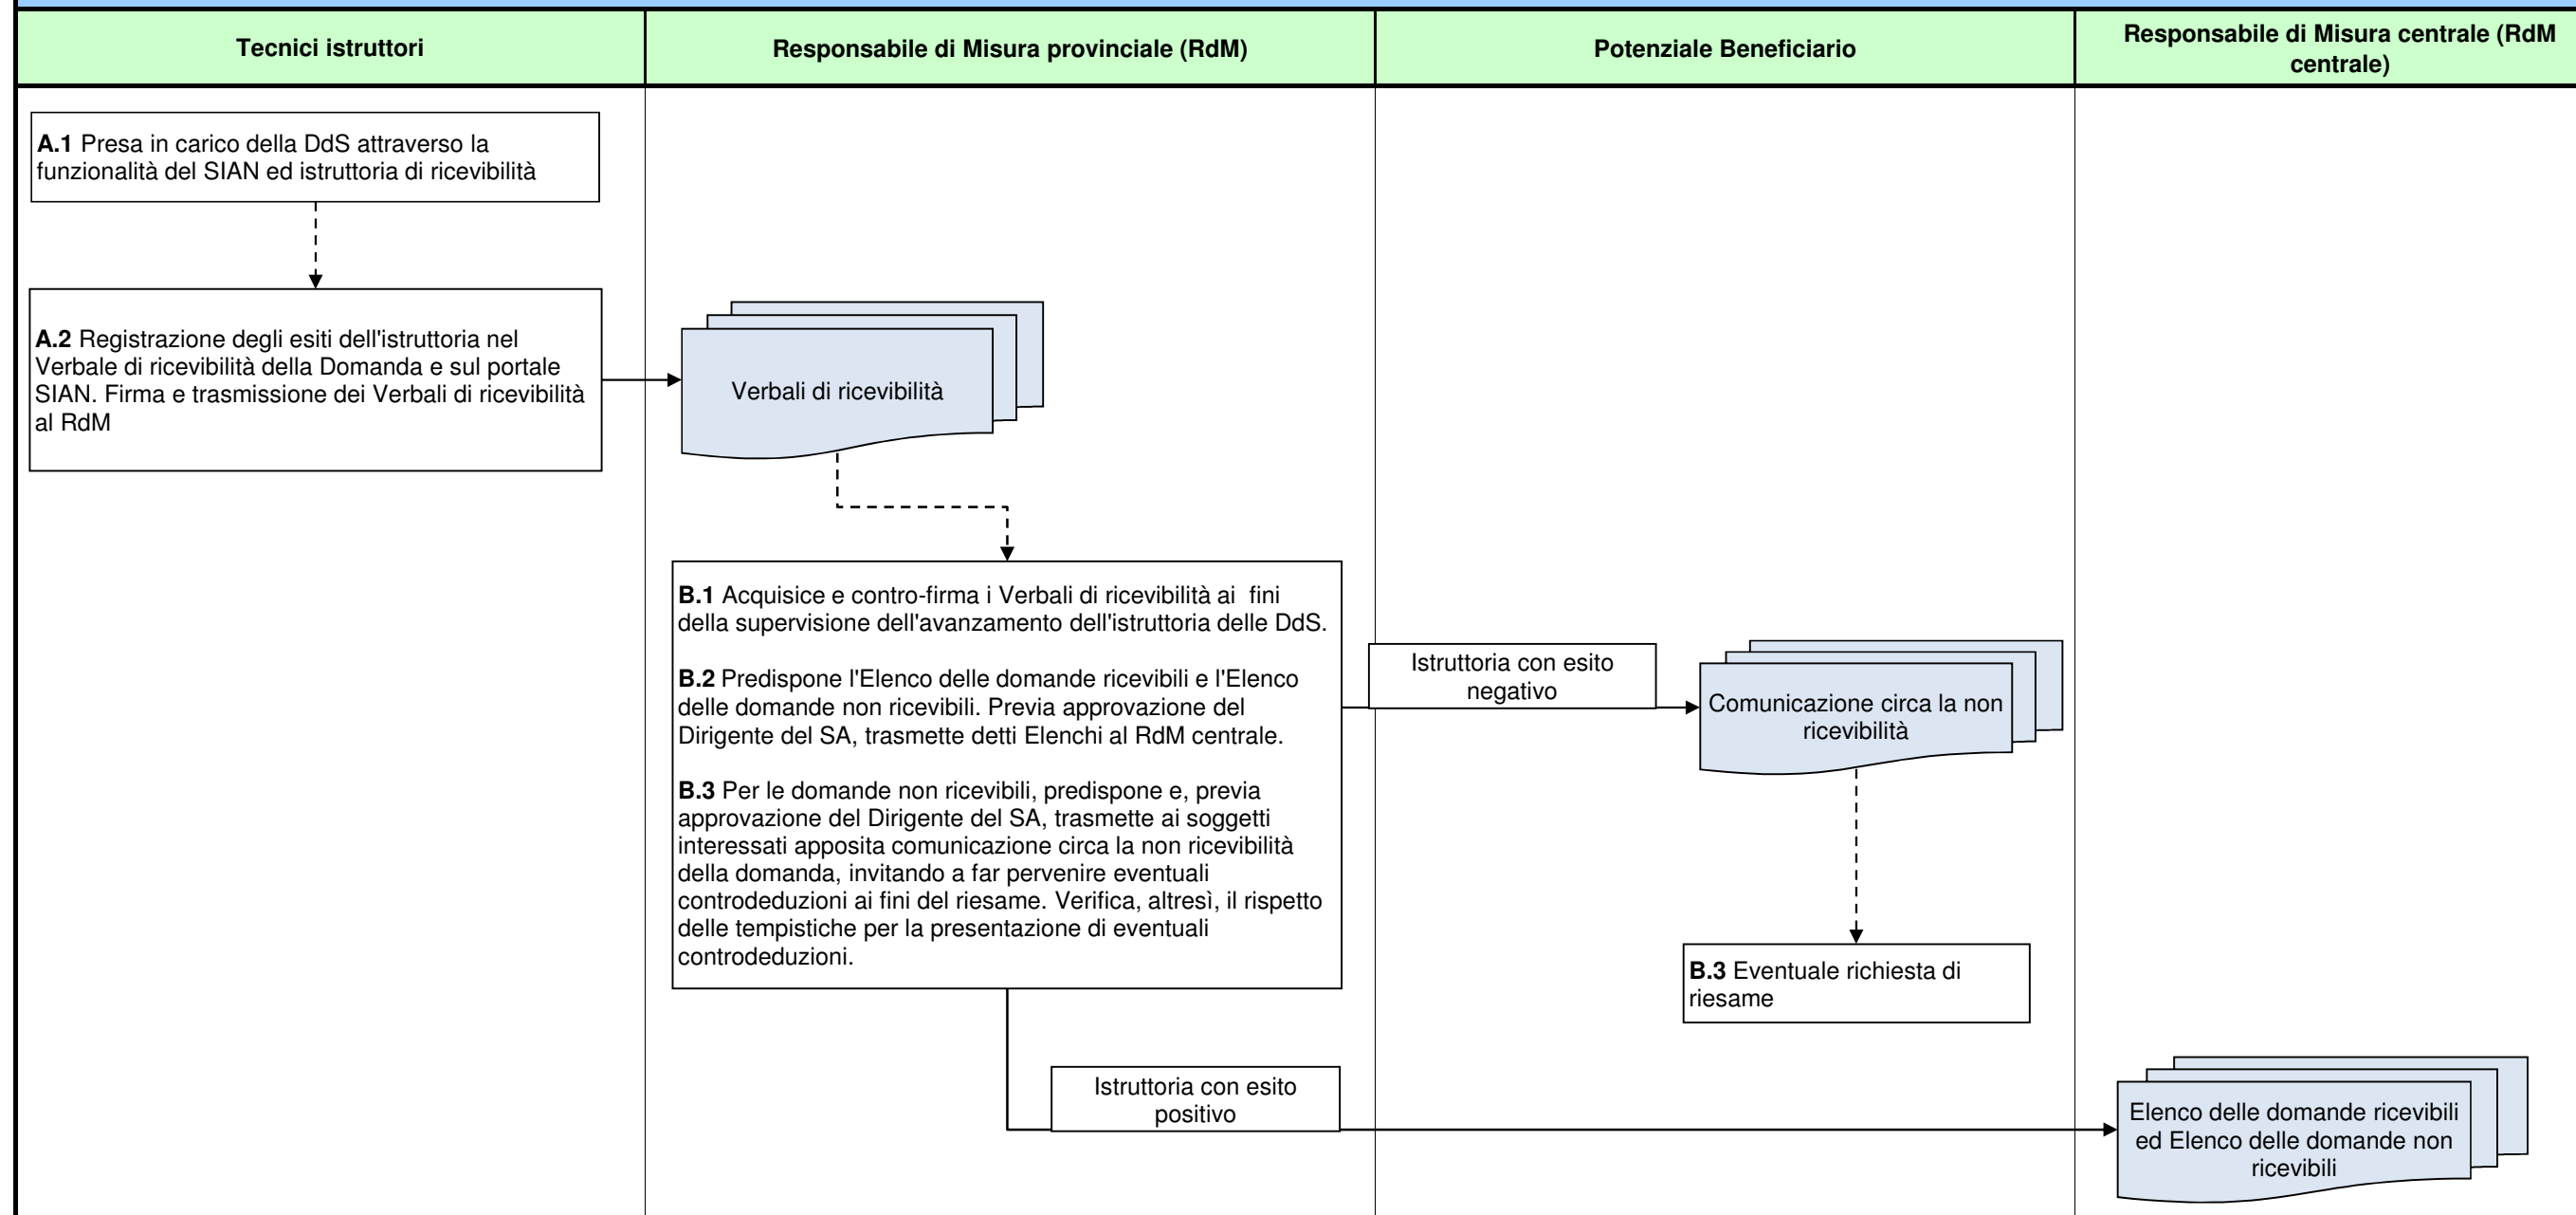 Tecnici istruttori
Responsabile di Misura provinciale (RdM)
Potenziale Beneficiario
Responsabile di Misura centrale (RdM
centrale)
A.1 Presa in carico della DdS attraverso la
funzionalità del SIAN ed istruttoria di ricevibilità
A.2 Registrazione degli esiti dell'istruttoria nel
Verbale di ricevibilità della Domanda e sul portale
SIAN. Firma e trasmissione dei Verbali di ricevibilità
al RdM
Verbali di ricevibilità
B.1 Acquisice e contro-firma i Verbali di ricevibilità ai  fini
della supervisione dell'avanzamento dell'istruttoria delle DdS.
B.2 Predispone l'Elenco delle domande ricevibili e l'Elenco
delle domande non ricevibili. Previa approvazione del
Dirigente del SA, trasmette detti Elenchi al RdM centrale.
B.3 Per le domande non ricevibili, predispone e, previa
approvazione del Dirigente del SA, trasmette ai soggetti
interessati apposita comunicazione circa la non ricevibilità
della domanda, invitando a far pervenire eventuali
controdeduzioni ai fini del riesame. Verifica, altresì, il rispetto
delle tempistiche per la presentazione di eventuali
controdeduzioni.
Istruttoria con esito
negativo
Comunicazione circa la non
ricevibilità
B.3 Eventuale richiesta di
riesame
Istruttoria con esito
positivo
Elenco delle domande ricevibili
ed Elenco delle domande non
ricevibili